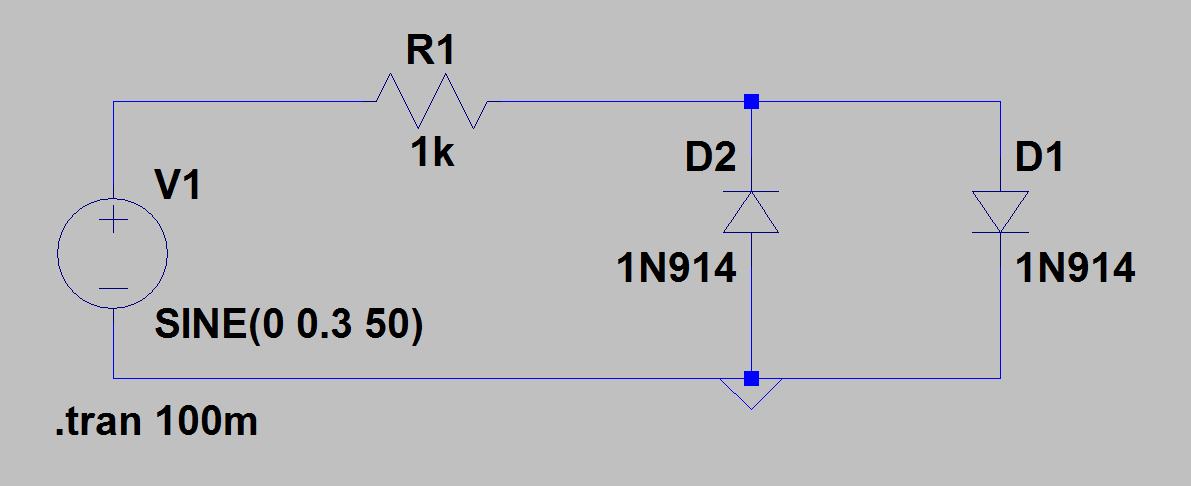 R1
1k
V1
D2
D1
1N914
1N914
SINE(0 0.3 50)
.tran 100m